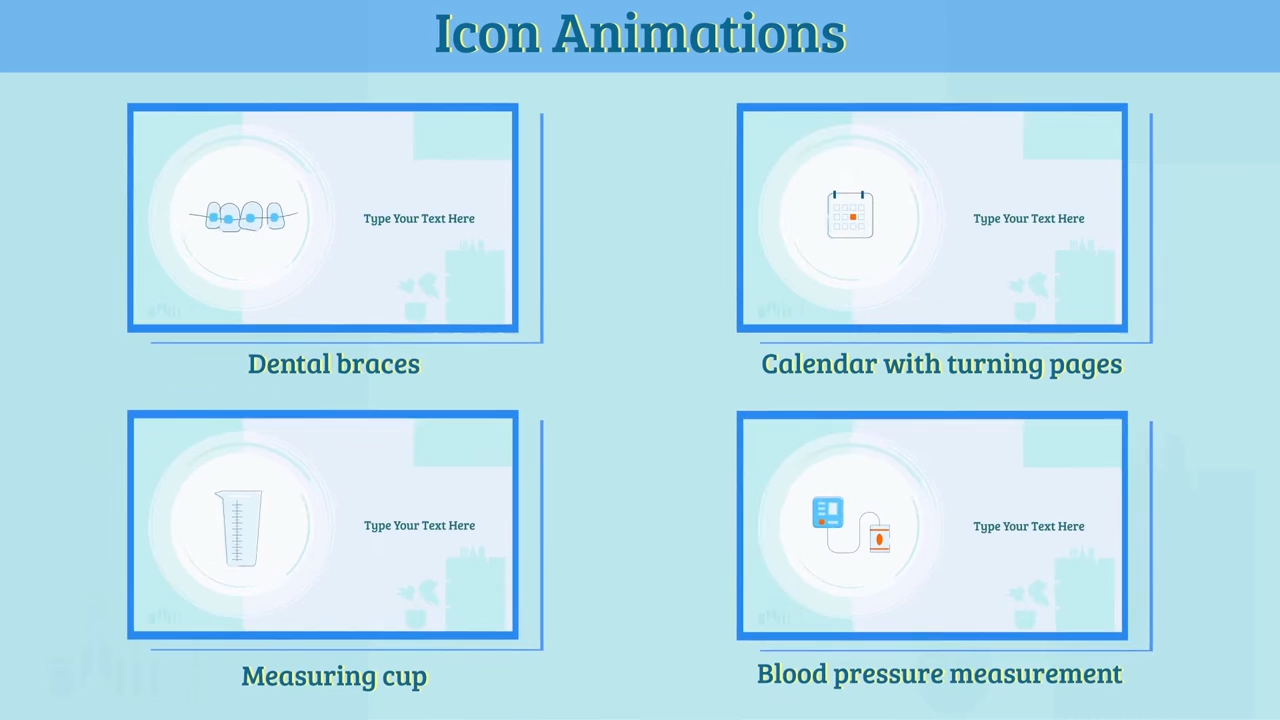 Icon Animations
Type Your Text Here
Type Your Text Here
Dental braces
Calendar with turning pages
Type Your Text Here
Type Your Text Here
Measuring cup
Blood pressure measurement